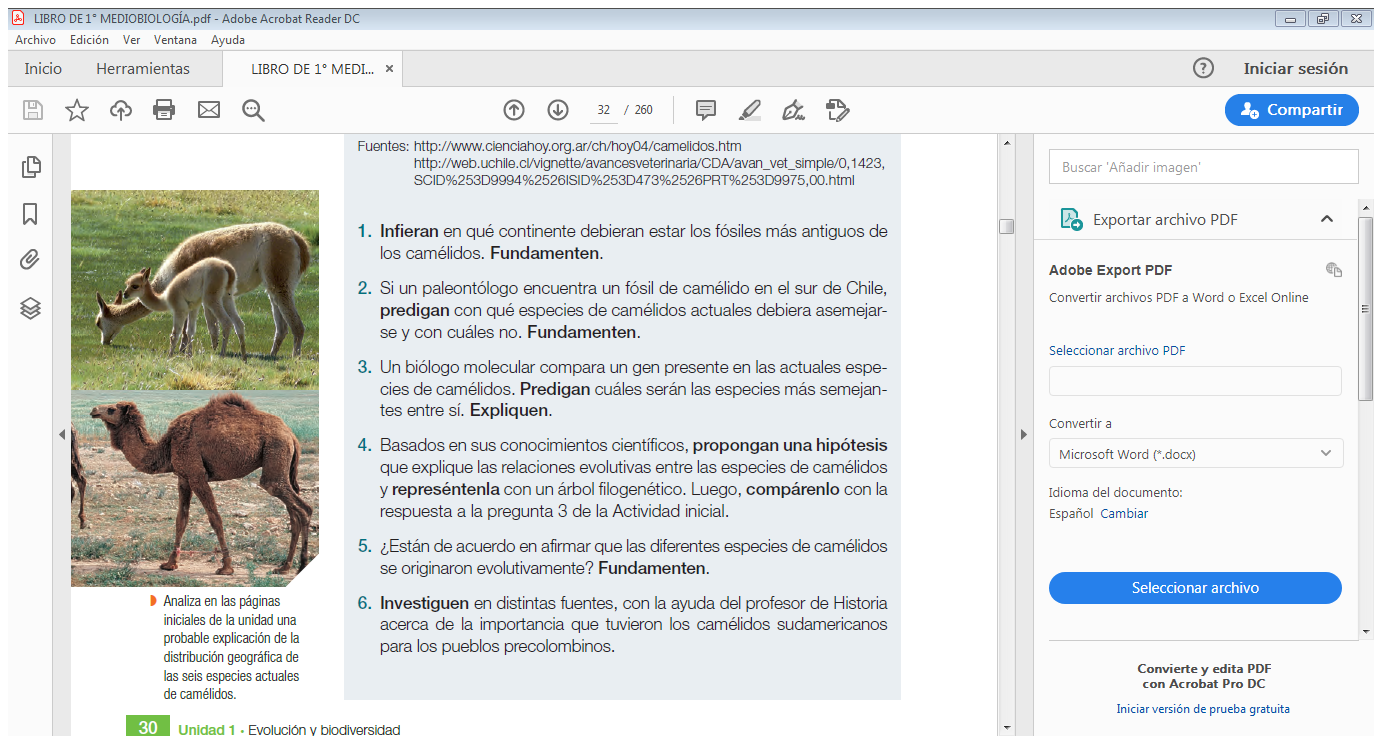 LIBRO DE 1° MEDIOBIOLOGÍA.pdf - Adobe Acrobat Reader DC
Archivo Edición Ver Ventana Ayuda
Inicio Herramientas LIBRO DE 1° MEDI... × Iniciar sesión
32 / 260 Compartir
Fuentes: http://www.cienciahoy.org.ar/ch/hoy04/camelidos.htm
http://web.uchile.cl/vignette/avancesveterinaria/CDA/avan_vet_simple/0,1423,
SCID%253D9994%2526ISID%253D473%2526PRT%253D9975,00.html
1. Infieran en qué continente debieran estar los fósiles más antiguos de
los camélidos. Fundamenten.
2. Si un paleontólogo encuentra un fósil de camélido en el sur de Chile,
predigan con qué especies de camélidos actuales debiera asemejar-
se y con cuáles no. Fundamenten.
3. Un biólogo molecular compara un gen presente en las actuales espe-
cies de camélidos. Predigan cuáles serán las especies más semejan-
tes entre sí. Expliquen.
4. Basados en sus conocimientos científicos, propongan una hipótesis
que explique las relaciones evolutivas entre las especies de camélidos
y represéntenla con un árbol filogenético. Luego, compárenlo con la
respuesta a la pregunta 3 de la Actividad inicial.
5. ¿Están de acuerdo en afirmar que las diferentes especies de camélidos
se originaron evolutivamente? Fundamenten.
6. Investiguen en distintas fuentes, con la ayuda del profesor de Historia
acerca de la importancia que tuvieron los camélidos sudamericanos
para los pueblos precolombinos.
Analiza en las páginas
iniciales de la unidad una
probable explicación de la
distribución geográfica de
las seis especies actuales
de camélidos.
30 Unidad 1 · Evolución y biodiversidad
Buscar 'Añadir imagen'
Exportar archivo PDF
Adobe Export PDF
Convertir archivos PDF a Word o Excel Online
Seleccionar archivo PDF
Convertir a
Microsoft Word (*.docx)
Idioma del documento:
Español Cambiar
Seleccionar archivo
Convierte y edita PDF
con Acrobat Pro DC
Iniciar versión de prueba gratuita